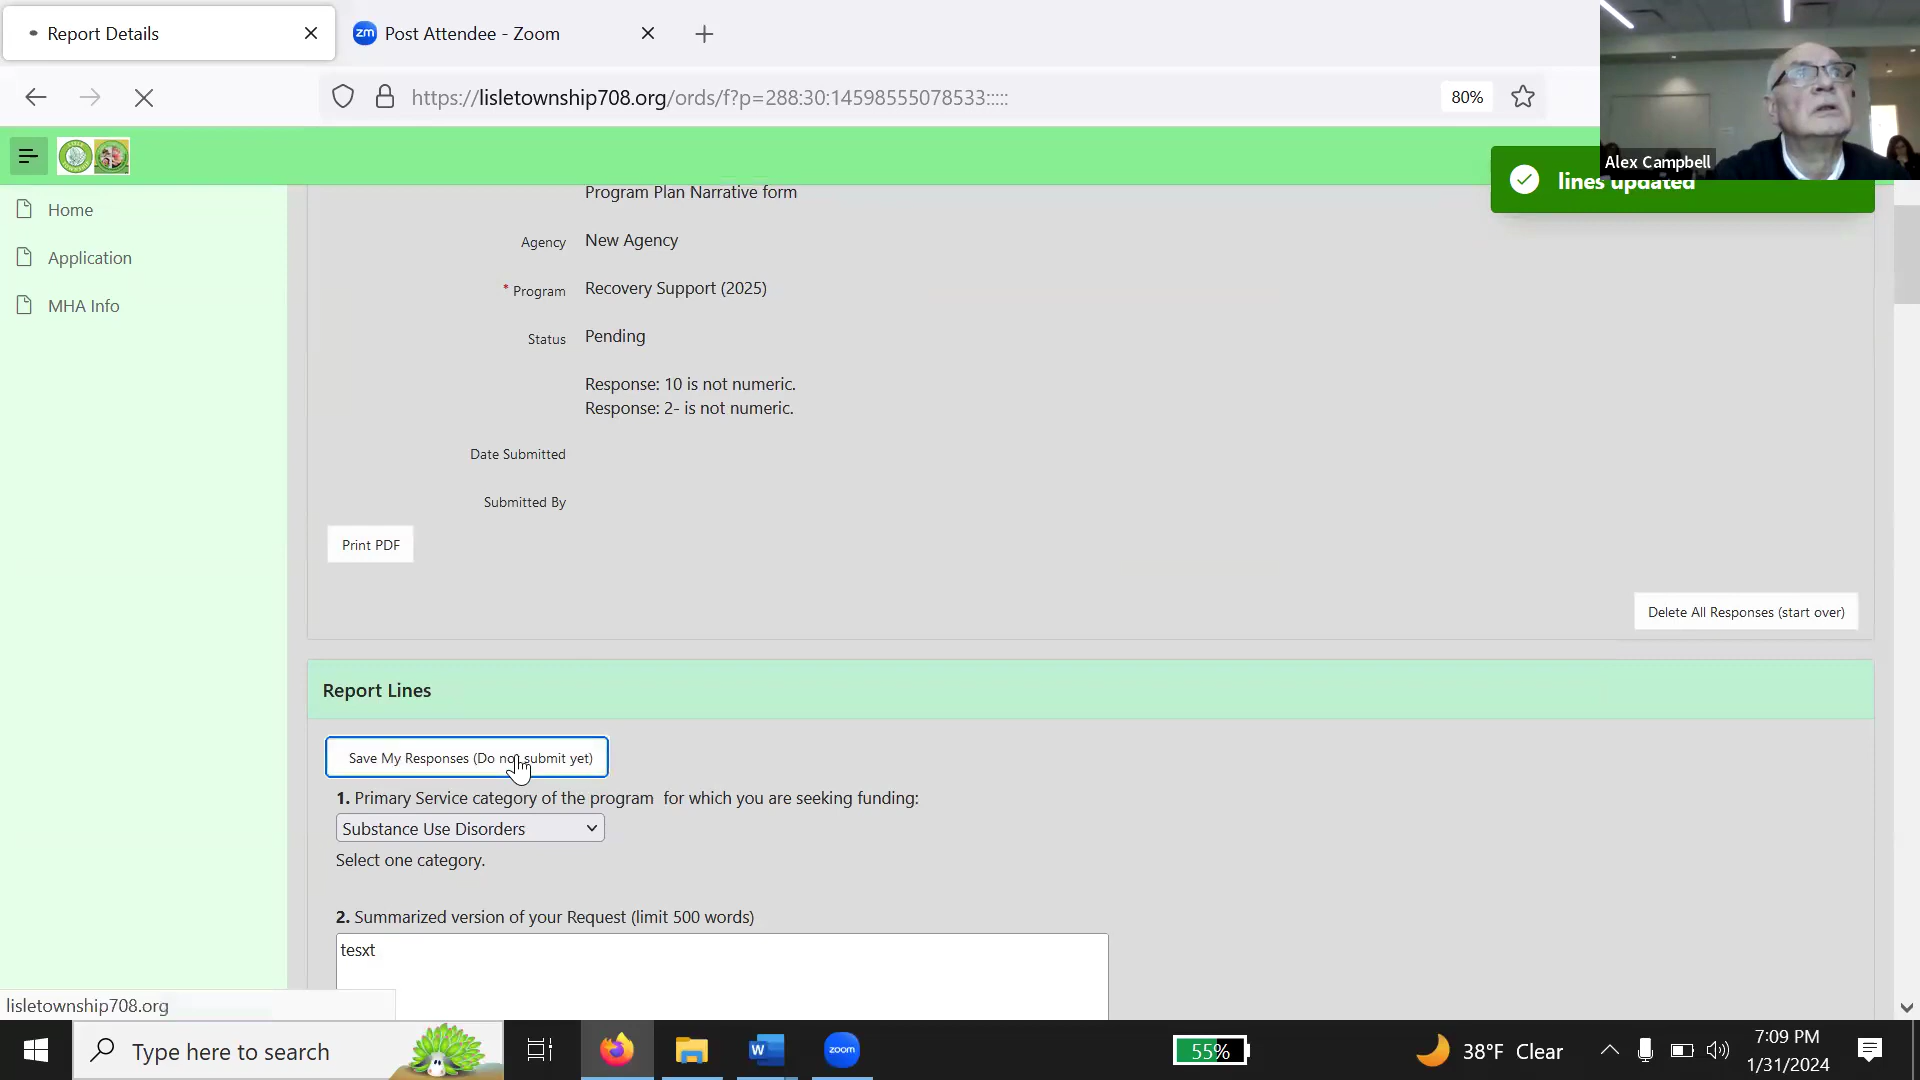 Report Details
zm Post Attendee - Zoom
https://lisletownship708.org/ords/f?p=288:30:14598555078533:::::
80%
Alex Campbell
lines updated
Home
Application
MHA Info
Program Plan Narrative form
Agency New Agency
* Program Recovery Support (2025)
Status Pending
Response: 10 is not numeric.
Response: 2- is not numeric.
Date Submitted
Submitted By
Print PDF
Delete All Responses (start over)
Report Lines
Save My Responses (Do not submit yet)
1. Primary Service category of the program for which you are seeking funding:
Substance Use Disorders
Select one category.
2. Summarized version of your Request (limit 500 words)
tesxt
lisletownship708.org
Type here to search
W
zoom
55%
38°F Clear
7:09 PM
1/31/2024